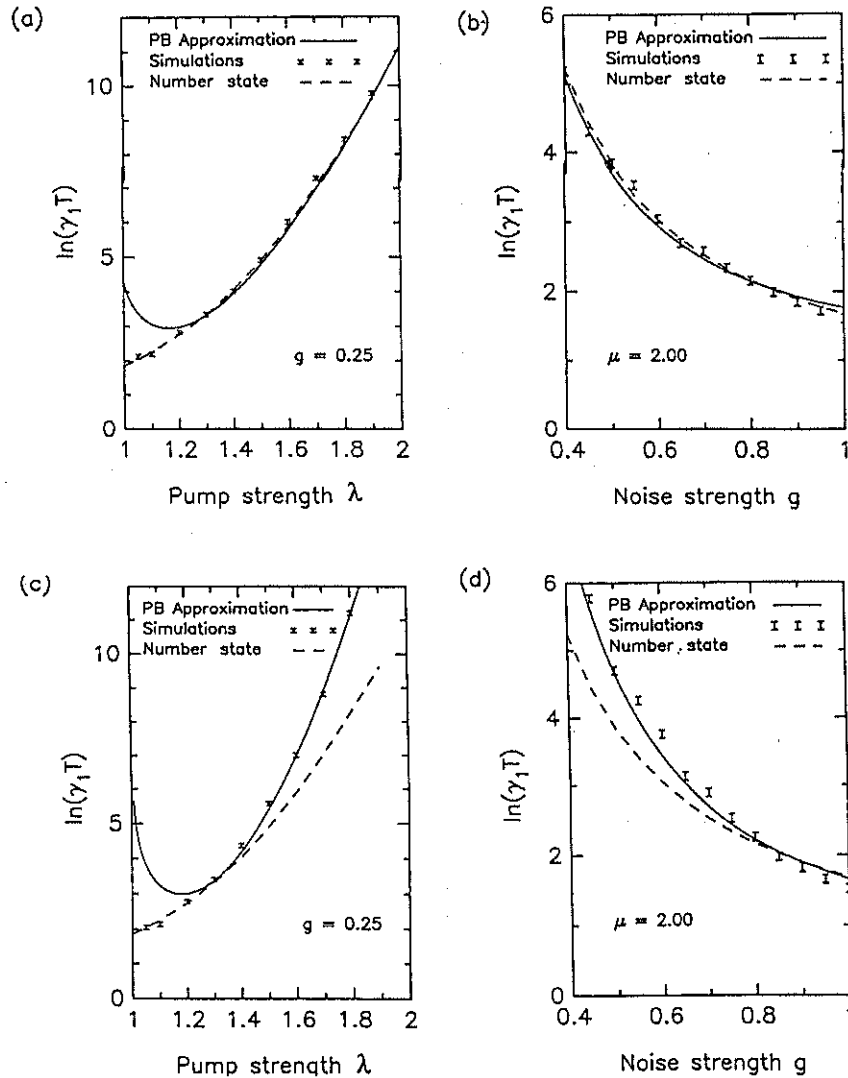 (a)
PB Approximation
Simulations
Number state
10
5
0
ln(γ₁T)
g = 0.25
1 1.2 1.4 1.6 1.8 2
Pump strength λ
(b)
6
PB Approximation
Simulations
Number state
4
2
0
ln(γ₁T)
μ = 2.00
0.4 0.6 0.8 1
Noise strength g
(c)
PB Approximation
Simulations
Number state
10
5
0
ln(γ₁T)
g = 0.25
1 1.2 1.4 1.6 1.8 2
Pump strength λ
(d)
6
PB Approximation
Simulations
Number state
4
2
0
ln(γ₁T)
μ = 2.00
0.4 0.6 0.8 1
Noise strength g